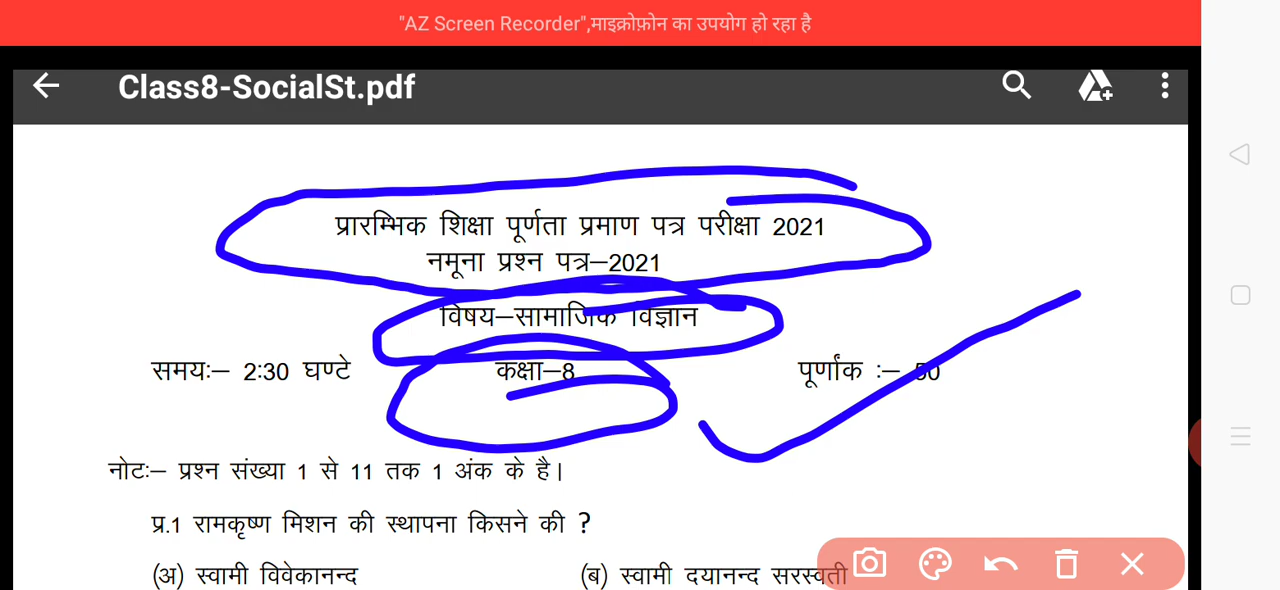 "AZ Screen Recorder",माइक्रोफ़ोन का उपयोग हो रहा है
Class8-SocialSt.pdf
प्रारम्भिक शिक्षा पूर्णता प्रमाण पत्र परीक्षा 2021
नमूना प्रश्न पत्र–2021
विषय–सामाजिक विज्ञान
समयः– 2:30 घण्टे कक्षा–8 पूर्णांक :– 50
नोटः– प्रश्न संख्या 1 से 11 तक 1 अंक के है।
प्र.1 रामकृष्ण मिशन की स्थापना किसने की ?
(अ) स्वामी विवेकानन्द (ब) स्वामी दयानन्द सरस्वती